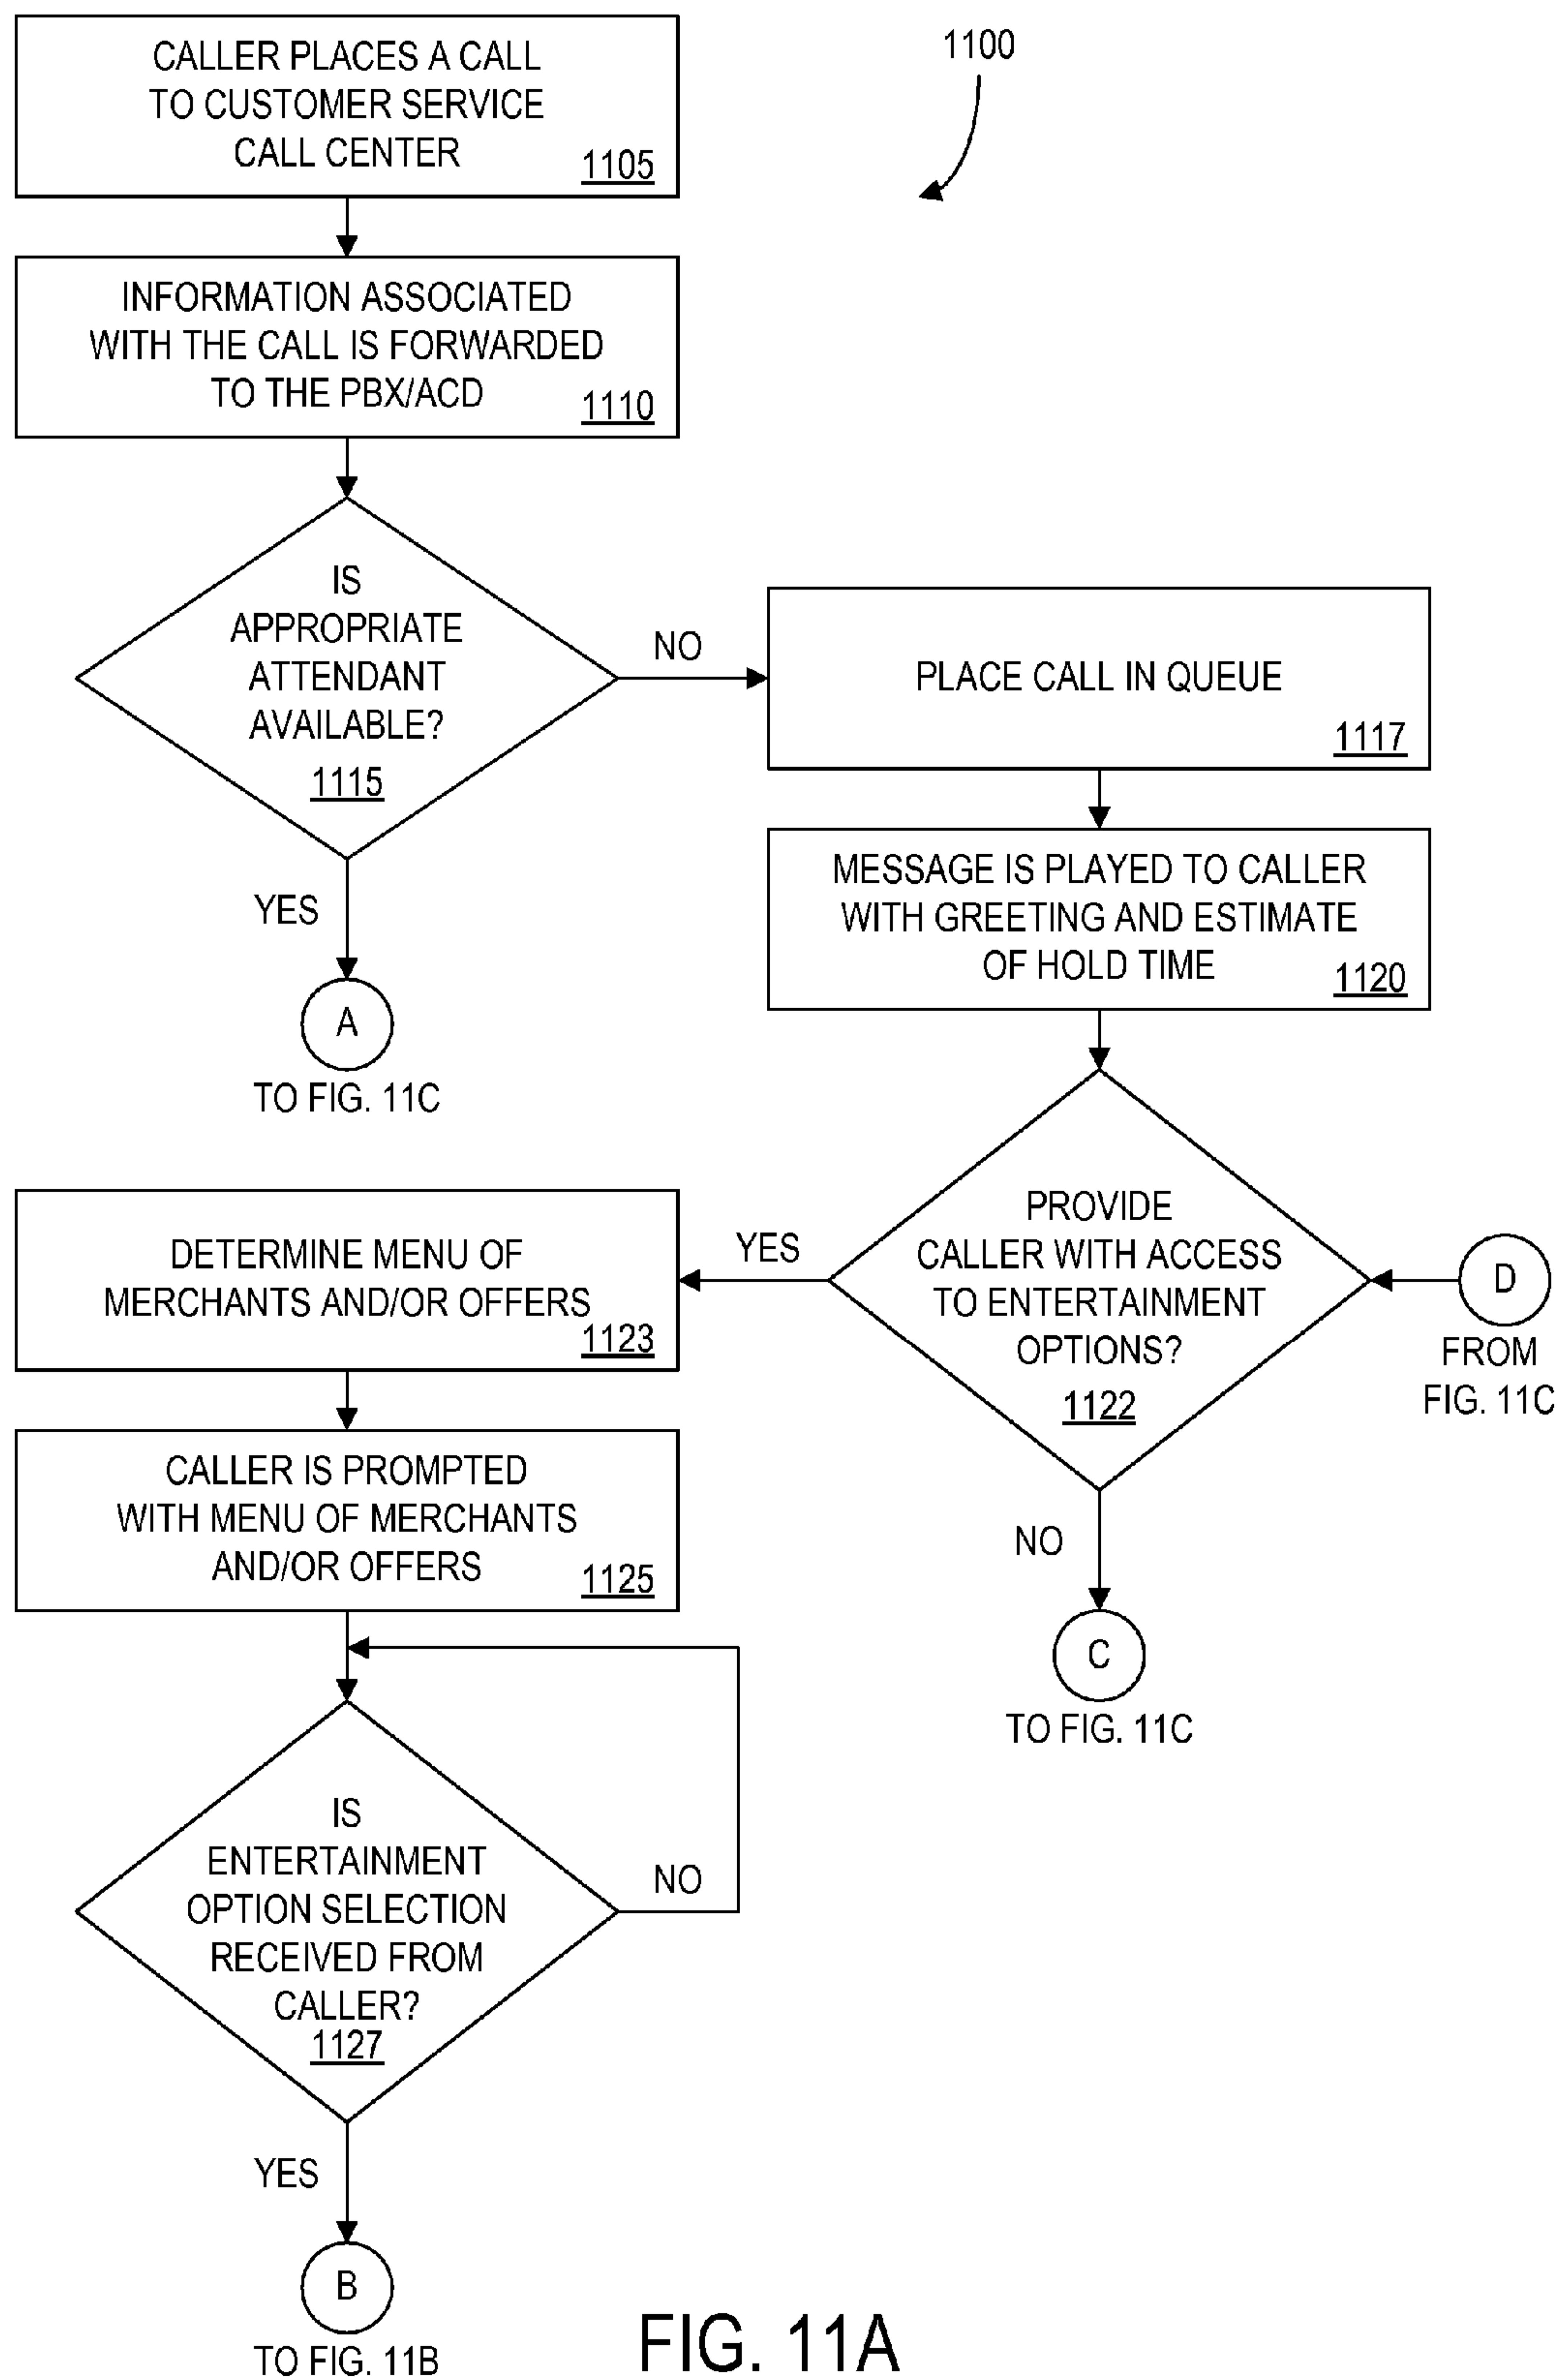 CALLER PLACES A CALL
TO CUSTOMER SERVICE
CALL CENTER
1105
1100
INFORMATION ASSOCIATED
WITH THE CALL IS FORWARDED
TO THE PBX/ACD
1110
IS
APPROPRIATE
ATTENDANT
AVAILABLE?
1115
NO
PLACE CALL IN QUEUE
1117
YES
A
TO FIG. 11C
MESSAGE IS PLAYED TO CALLER
WITH GREETING AND ESTIMATE
OF HOLD TIME
1120
PROVIDE
CALLER WITH ACCESS
TO ENTERTAINMENT
OPTIONS?
1122
D
FROM
FIG. 11C
YES
NO
C
TO FIG. 11C
DETERMINE MENU OF
MERCHANTS AND/OR OFFERS
1123
CALLER IS PROMPTED
WITH MENU OF MERCHANTS
AND/OR OFFERS
1125
IS
ENTERTAINMENT
OPTION SELECTION
RECEIVED FROM
CALLER?
1127
NO
YES
B
TO FIG. 11B
FIG. 11A